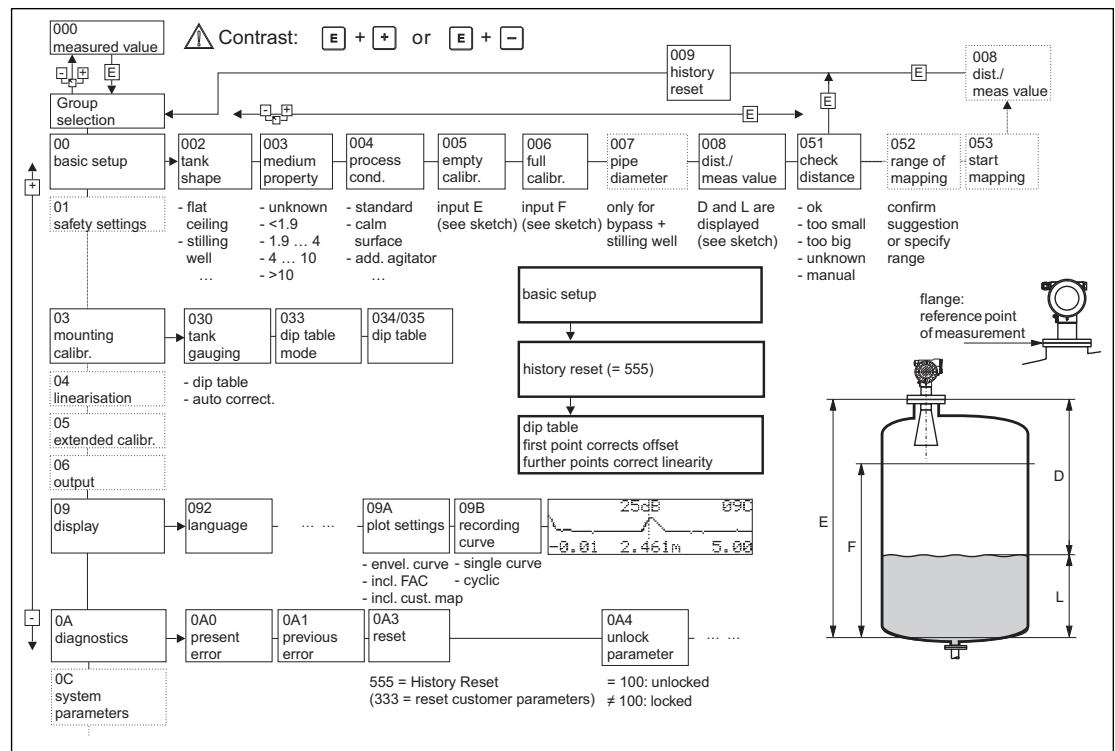 000
measured value
Contrast: E + + or E + −
- +
E
Group
selection
009
history
reset
E
008
dist./
meas value
- +
E
E
00
basic setup
002
tank
shape
003
medium
property
004
process
cond.
005
empty
calibr.
006
full
calibr.
007
pipe
diameter
008
dist./
meas value
051
check
distance
052
range of
mapping
053
start
mapping
+
01
safety settings
- flat
ceiling
- stilling
well
...
- unknown
- <1.9
- 1.9 ... 4
- 4 ... 10
- >10
- standard
- calm
surface
- add. agitator
...
input E
(see sketch)
input F
(see sketch)
only for
bypass +
stilling well
D and L are
displayed
(see sketch)
- ok
- too small
- too big
- unknown
- manual
confirm
suggestion
or specify
range
basic setup
history reset (= 555)
dip table
first point corrects offset
further points correct linearity
flange:
reference point
of measurement
03
mounting
calibr.
030
tank
gauging
033
dip table
mode
034/035
dip table
- dip table
- auto correct.
04
linearisation
05
extended calibr.
06
output
E
F
D
L
09
display
092
language
... ...
09A
plot settings
09B
recording
curve
25dB 09C
-0.01 2.461m 5.00
- envel. curve
- incl. FAC
- incl. cust. map
- single curve
- cyclic
-
0A
diagnostics
0A0
present
error
0A1
previous
error
0A3
reset
0A4
unlock
parameter
... ...
555 = History Reset
(333 = reset customer parameters)
= 100: unlocked
≠ 100: locked
0C
system
parameters